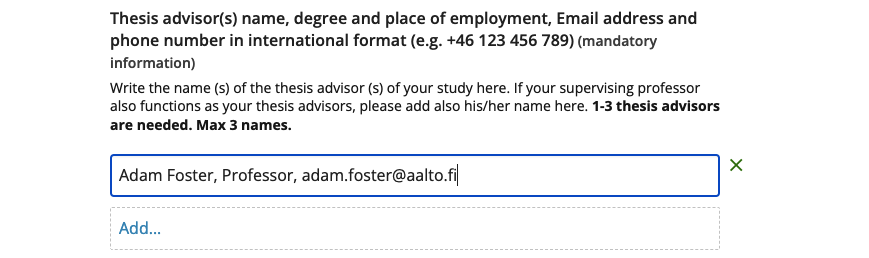 Thesis advisor(s) name, degree and place of employment, Email address and
phone number in international format (e.g. +46 123 456 789) (mandatory
information)
Write the name (s) of the thesis advisor (s) of your study here. If your supervising professor
also functions as your thesis advisors, please add also his/her name here. 1-3 thesis advisors
are needed. Max 3 names.
Adam Foster, Professor, adam.foster@aalto.fi
Add...